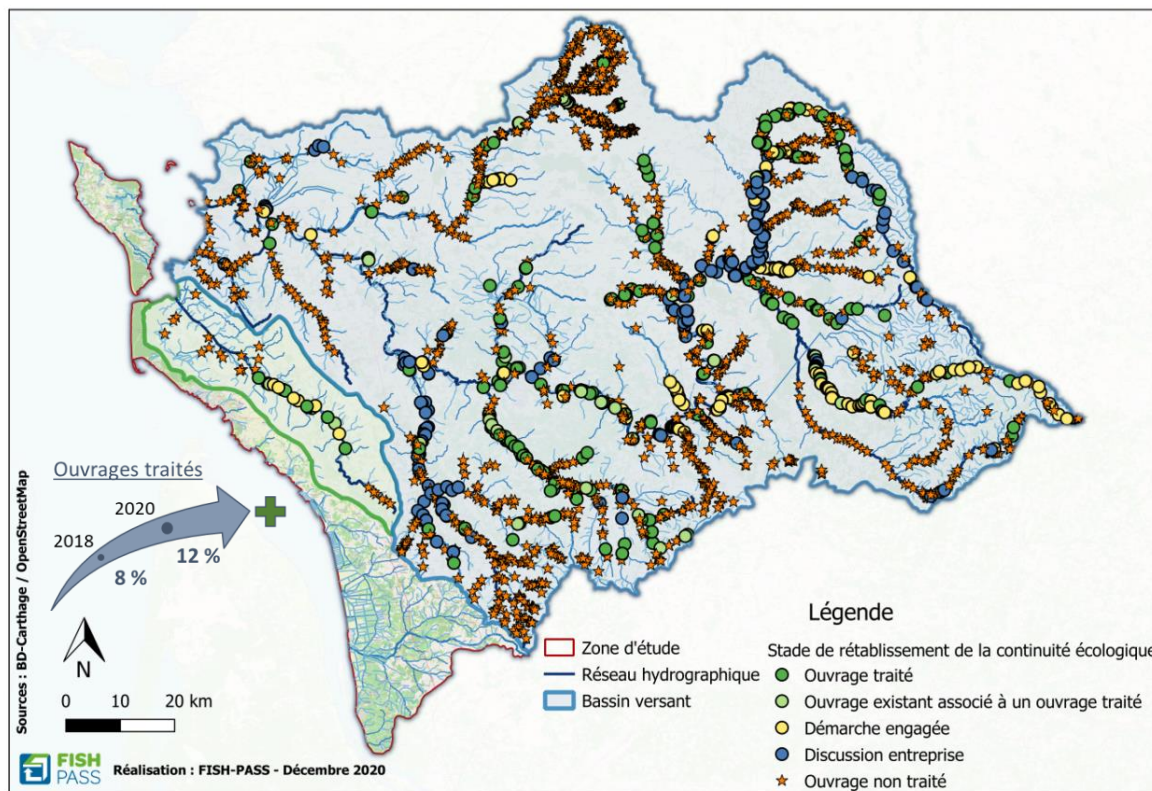 Ouvrages traités
2020
2018
12 %
8 %
N
0 10 20 km
Sources : BD-Carthage / OpenStreetMap
FISH
PASS
Réalisation : FISH-PASS - Décembre 2020
Zone d'étude
Réseau hydrographique
Bassin versant
Légende
Stade de rétablissement de la continuité écologique
Ouvrage traité
Ouvrage existant associé à un ouvrage traité
Démarche engagée
Discussion entreprise
Ouvrage non traité